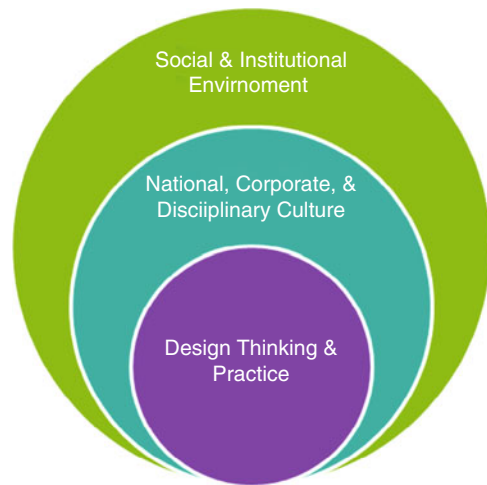 Social & Institutional
Envirnoment
National, Corporate, &
Disciiplinary Culture
Design Thinking &
Practice